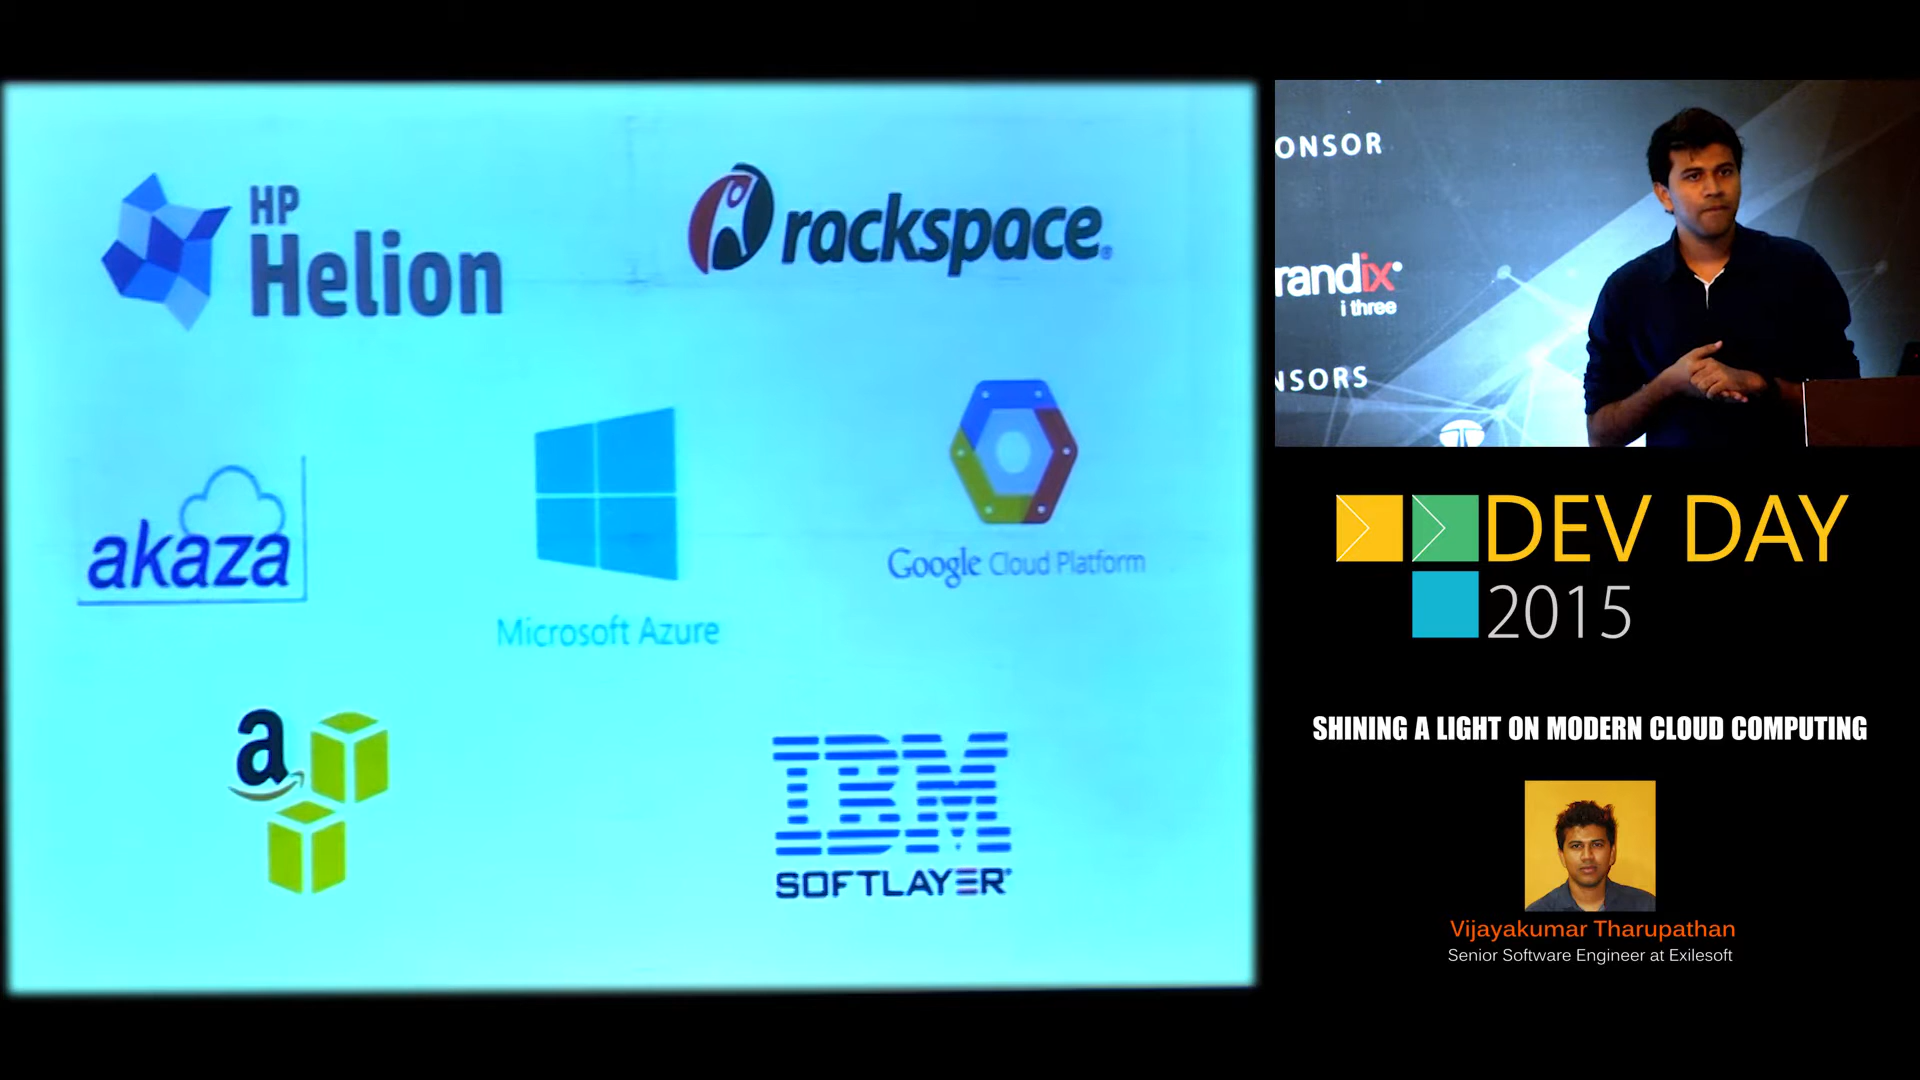 HP
Helion
rackspace®
akaza
Microsoft Azure
Google Cloud Platform
a
IBM
SOFTLAYER®
ONSOR
randix
i three
NSORS
DEV DAY
2015
SHINING A LIGHT ON MODERN CLOUD COMPUTING
Vijayakumar Tharupathan
Senior Software Engineer at Exilesoft